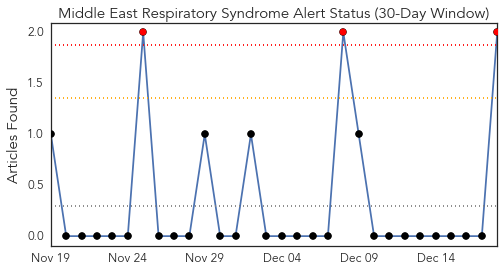 Middle East Respiratory Syndrome Alert Status (30-Day Window)
Articles Found
2.0
1.5
1.0
0.5
0.0
Nov 19 Nov 24 Nov 29 Dec 04 Dec 09 Dec 14